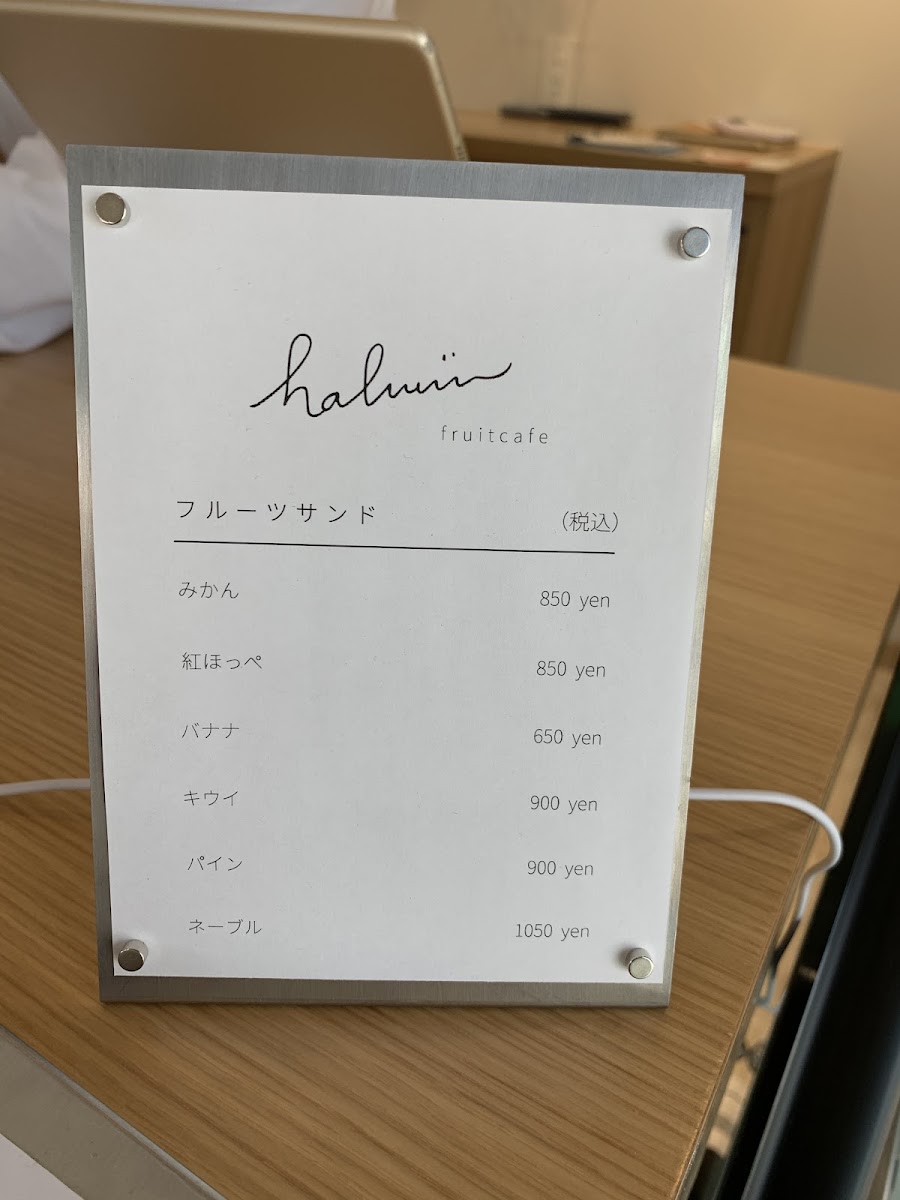 fruitcafe
フルーツサンド (税込)
みかん 850 yen
紅ほっぺ 850 yen
バナナ 650 yen
キウイ 900 yen
パイン 900 yen
ネーブル 1050 yen